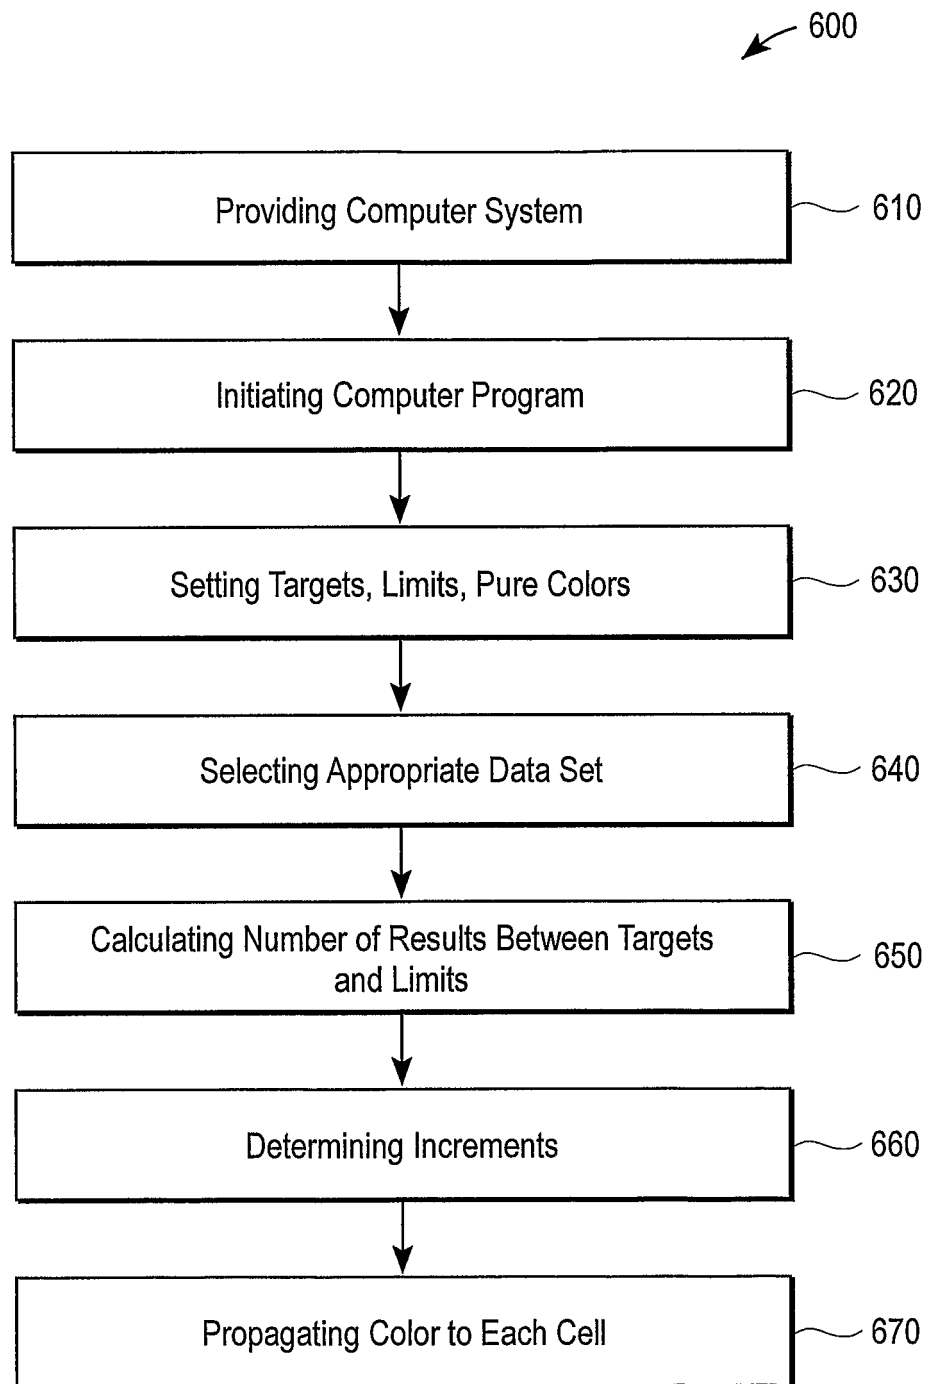 600
Providing Computer System
610
Initiating Computer Program
620
Setting Targets, Limits, Pure Colors
630
Selecting Appropriate Data Set
640
Calculating Number of Results Between Targets
and Limits
650
Determining Increments
660
Propagating Color to Each Cell
670